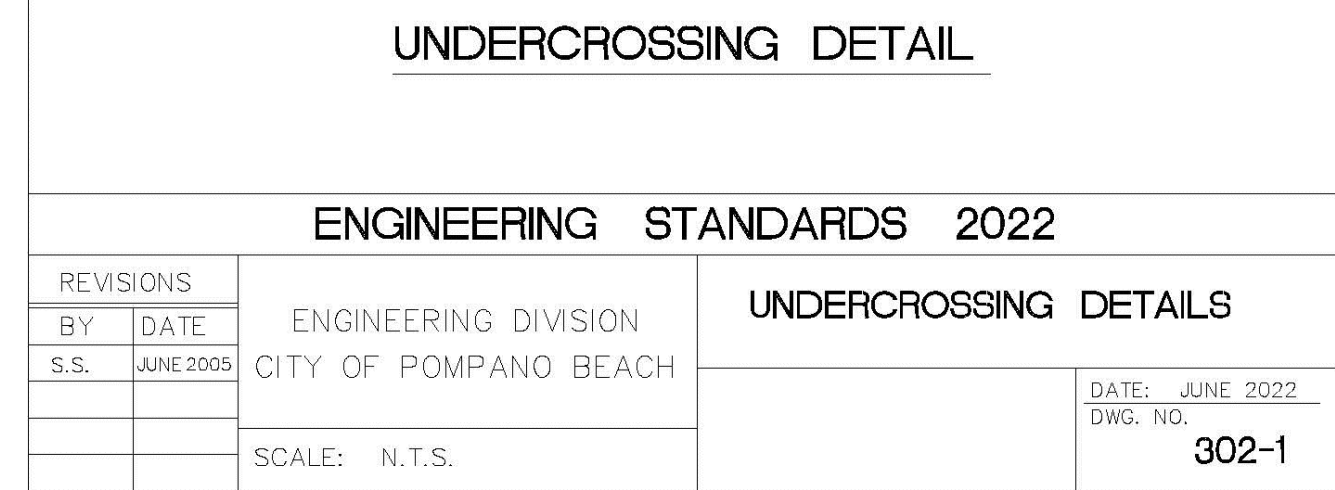 UNDERCROSSING DETAIL
ENGINEERING STANDARDS 2022
REVISIONS
BY DATE
S.S. JUNE 2005
ENGINEERING DIVISION
CITY OF POMPANO BEACH
SCALE: N.T.S.
UNDERCROSSING DETAILS
DATE: JUNE 2022
DWG. NO.
302-1